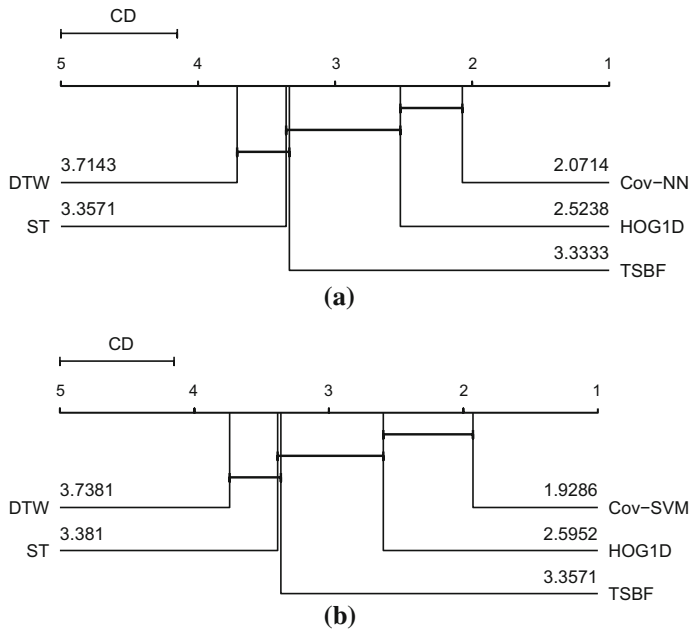 CD
5 4 3 2 1
3.7143 2.0714
DTW Cov−NN
3.3571 2.5238
ST HOG1D
3.3333
TSBF
(a)
CD
5 4 3 2 1
3.7381 1.9286
DTW Cov−SVM
3.381 2.5952
ST HOG1D
3.3571
TSBF
(b)